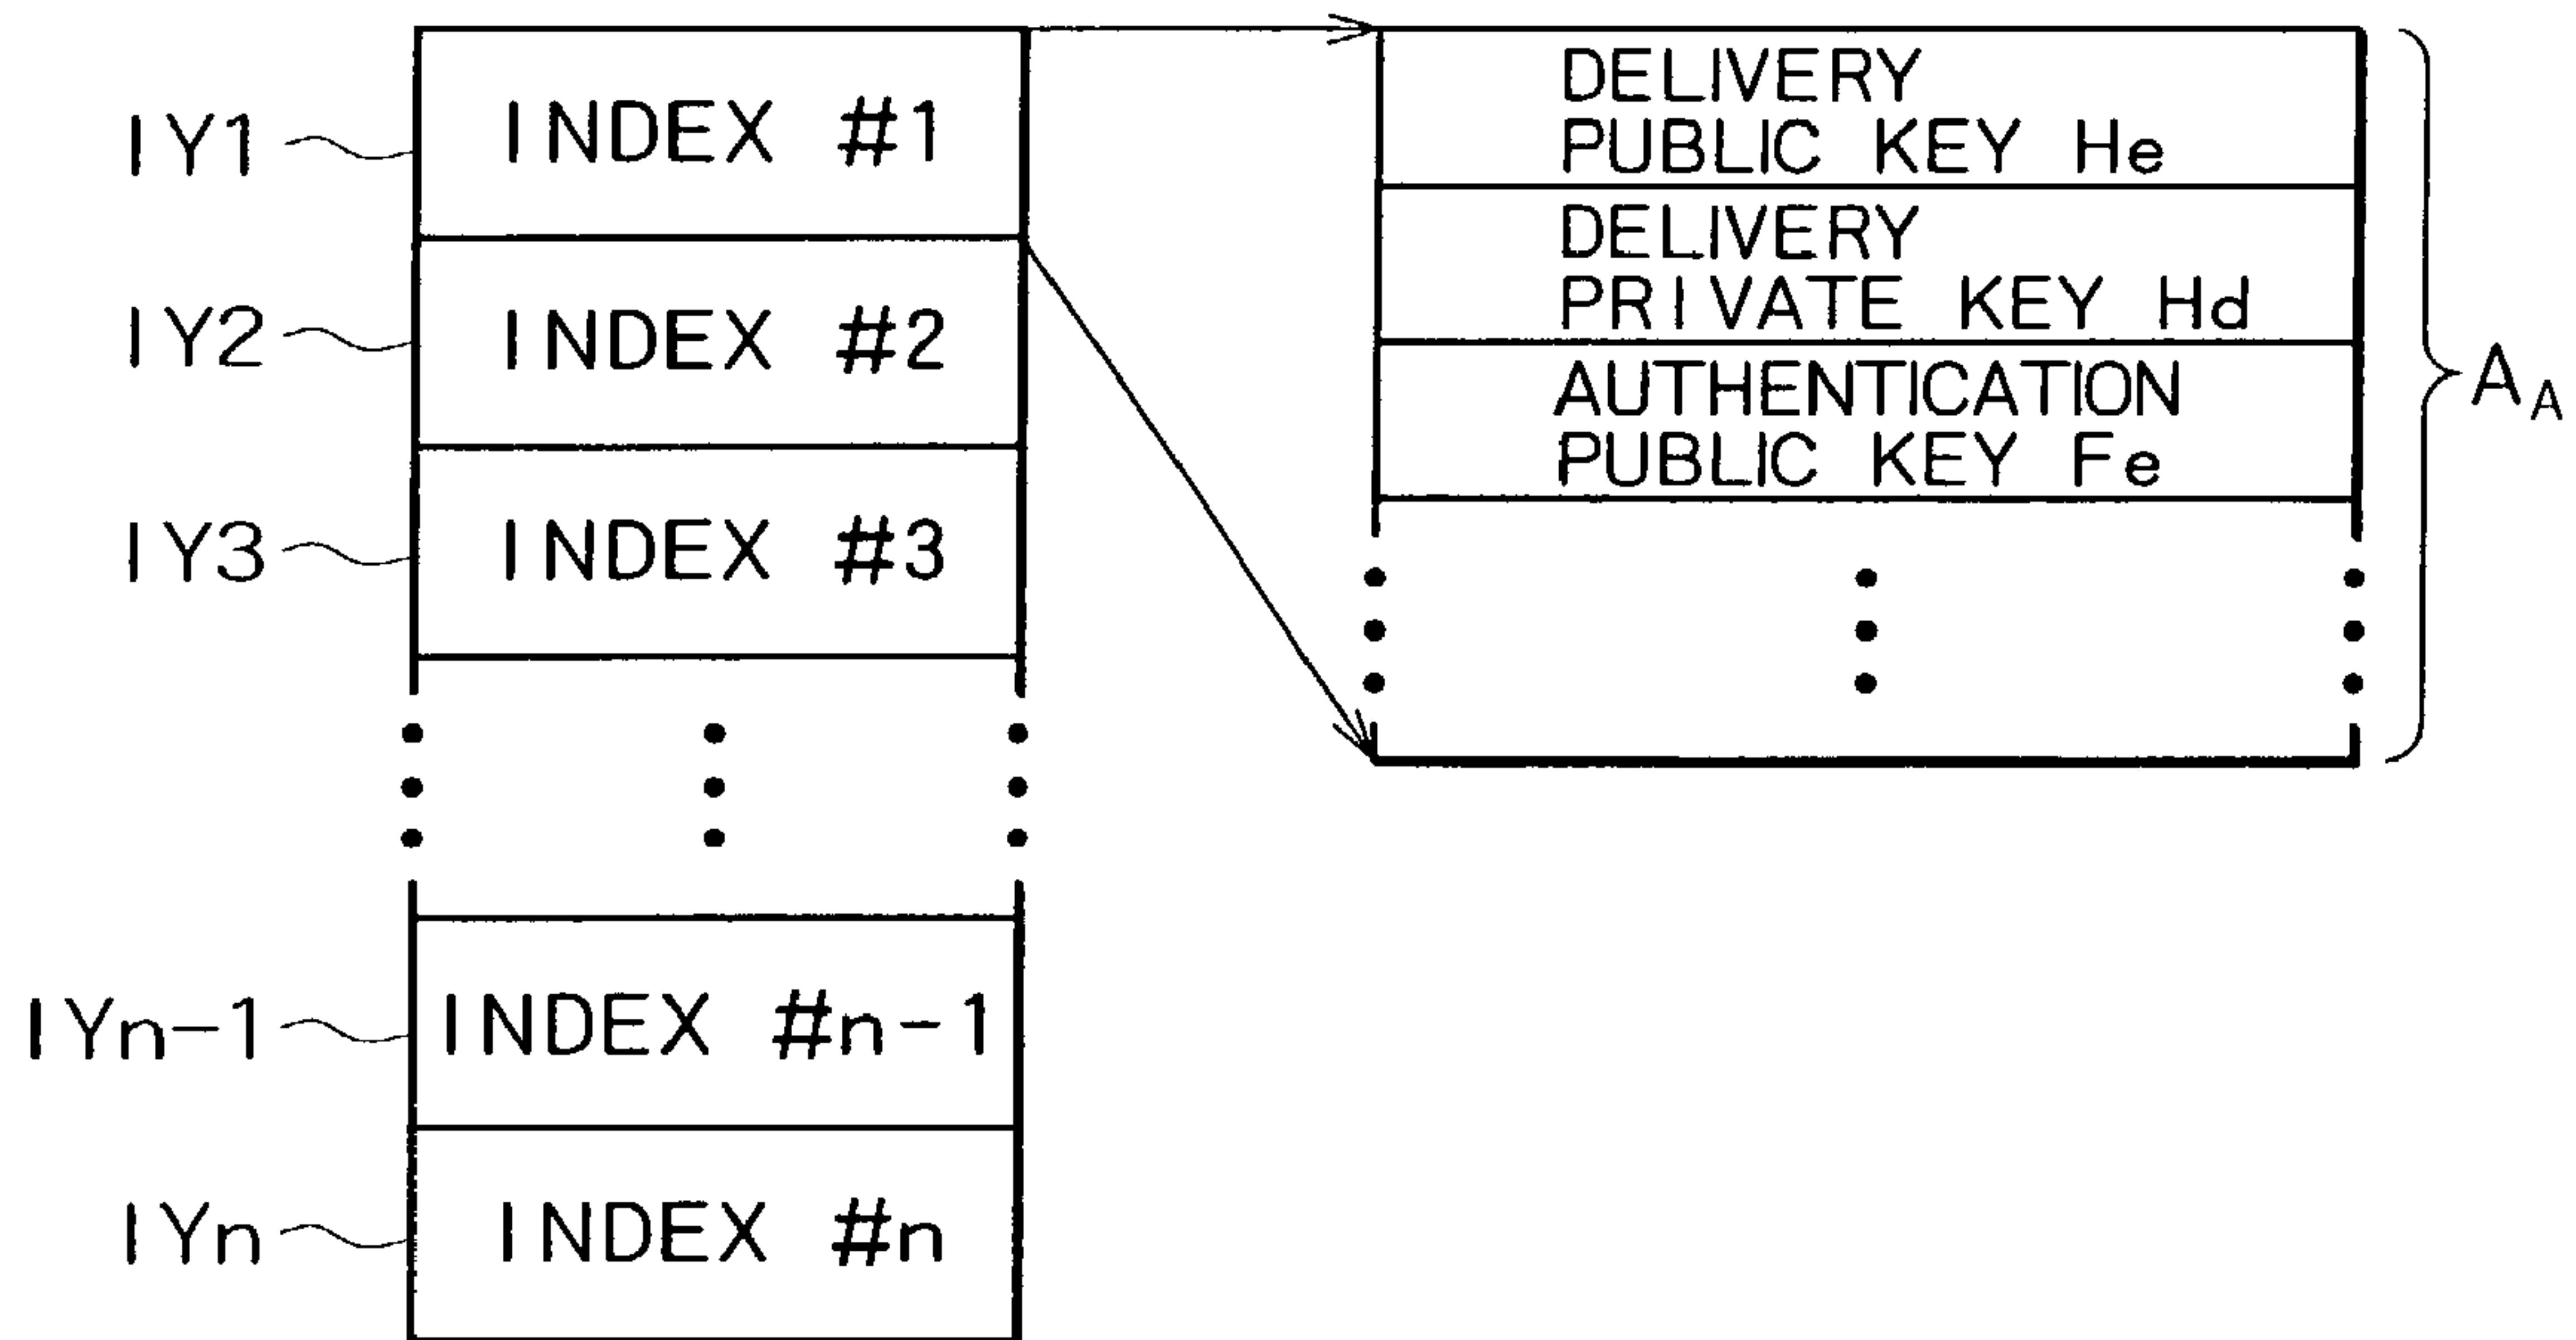 IY1
INDEX #1
IY2
INDEX #2
IY3
INDEX #3
IYn-1
INDEX #n-1
IYn
INDEX #n
DELIVERY
PUBLIC KEY He
DELIVERY
PRIVATE KEY Hd
AUTHENTICATION
PUBLIC KEY Fe
AA